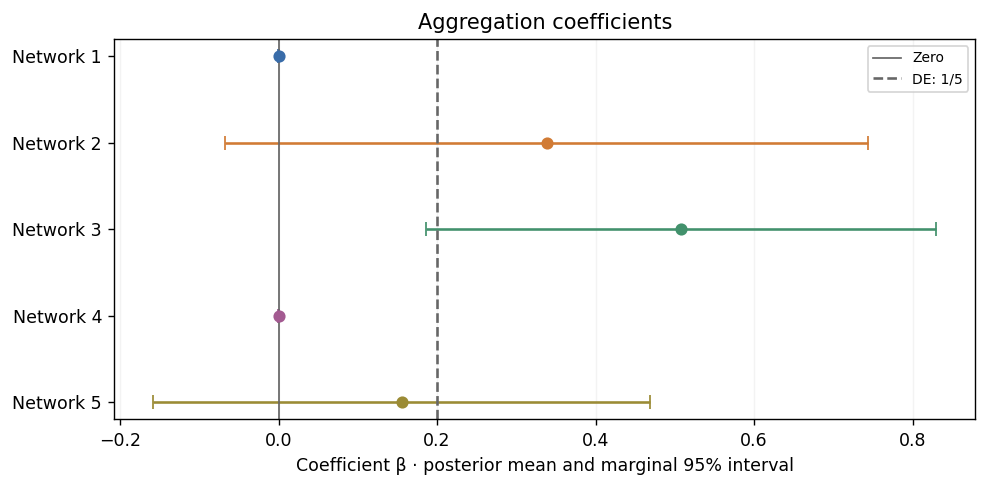 Aggregation coefficients
Network 1
Network 2
Network 3
Network 4
Network 5
Zero
DE: 1/5
−0.2 0.0 0.2 0.4 0.6 0.8
Coefficient β · posterior mean and marginal 95% interval